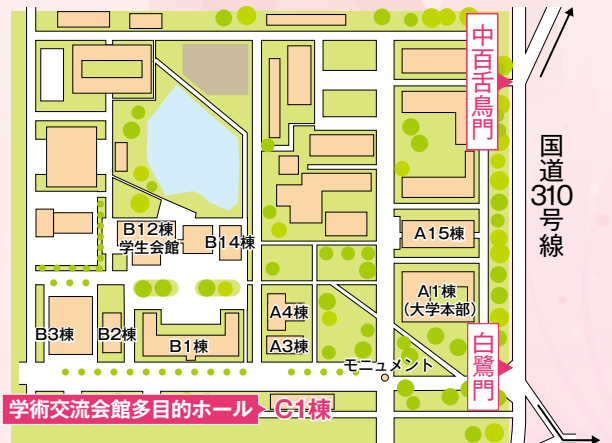 中百舌鳥門
国道310号線
B12棟
学生会館
B14棟
A15棟
A1棟
(大学本部)
A4棟
A3棟
B3棟
B2棟
B1棟
モニュメント
白鷺門
学術交流会館多目的ホール
C1棟